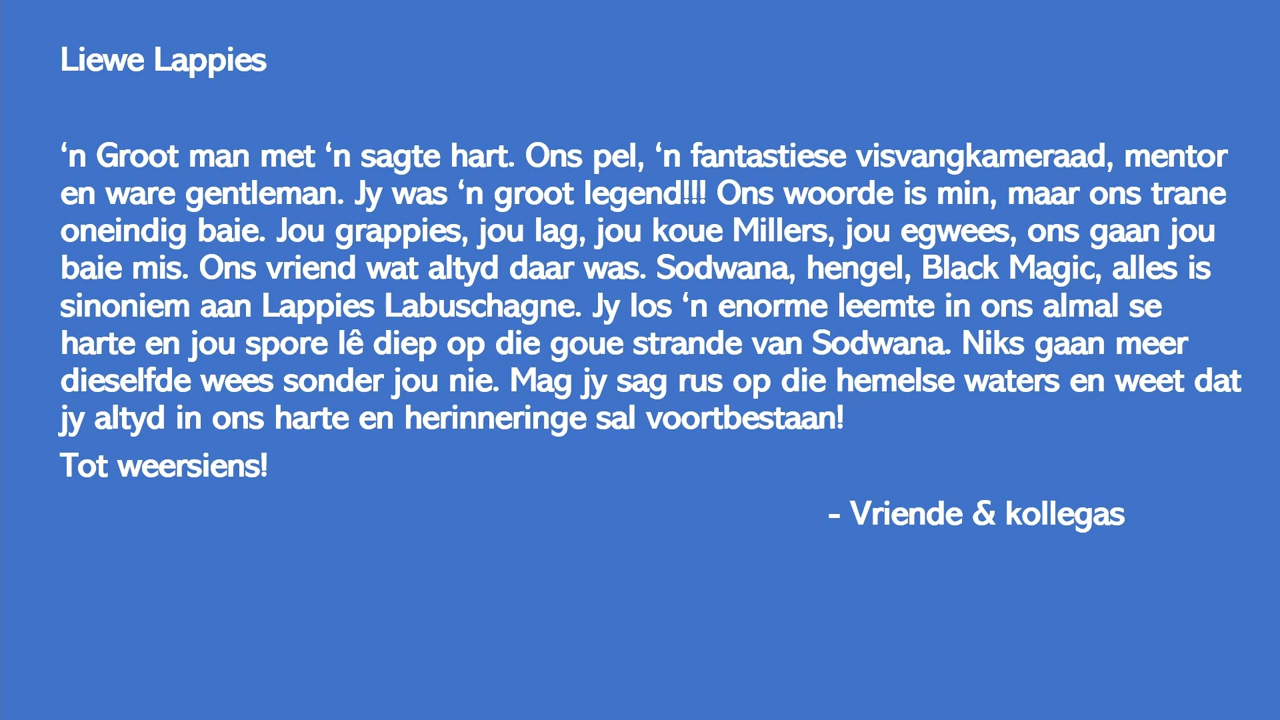 Liewe Lappies
‘n Groot man met ‘n sagte hart. Ons pel, ‘n fantastiese visvangkameraad, mentor
en ware gentleman. Jy was ‘n groot legend!!! Ons woorde is min, maar ons trane
oneindig baie. Jou grappies, jou lag, jou koue Millers, jou egwees, ons gaan jou
baie mis. Ons vriend wat altyd daar was. Sodwana, hengel, Black Magic, alles is
sinoniem aan Lappies Labuschagne. Jy los ‘n enorme leemte in ons almal se
harte en jou spore lê diep op die goue strande van Sodwana. Niks gaan meer
dieselfde wees sonder jou nie. Mag jy sag rus op die hemelse waters en weet dat
jy altyd in ons harte en herinneringe sal voortbestaan!
Tot weersiens!
- Vriende & kollegas